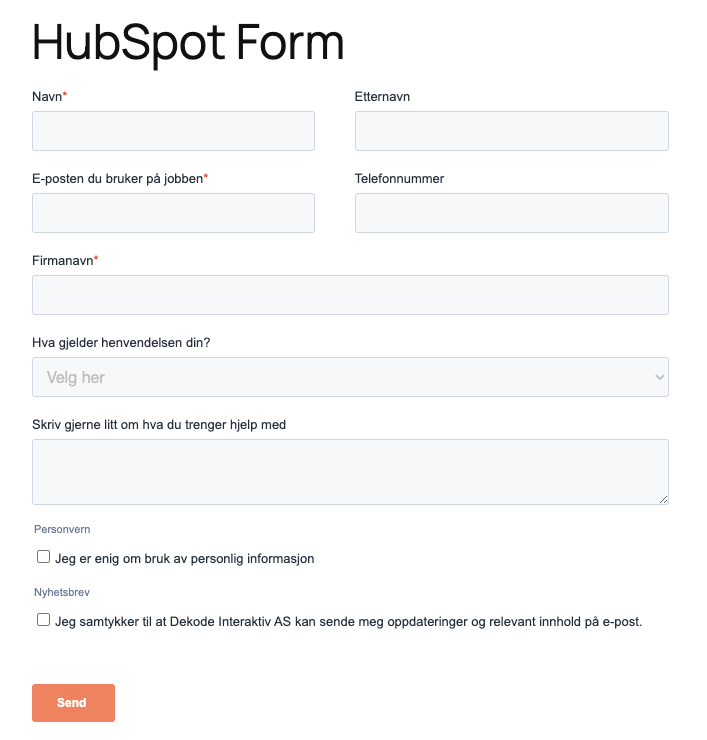 HubSpot Form
Navn*
Etternavn
E-posten du bruker på jobben*
Telefonnummer
Firmanavn*
Hva gjelder henvendelsen din?
Velg her
Skriv gjerne litt om hva du trenger hjelp med
Personvern
Jeg er enig om bruk av personlig informasjon
Nyhetsbrev
Jeg samtykker til at Dekode Interaktiv AS kan sende meg oppdateringer og relevant innhold på e-post.
Send